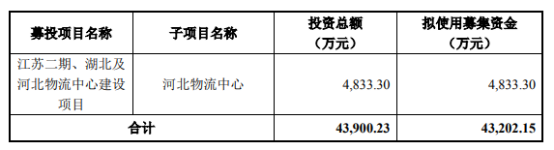 募投项目名称 子项目名称 投资总额 拟使用募集资金
（万元） （万元）
江苏二期、湖北及
河北物流中心建设 河北物流中心 4,833.30 4,833.30
项目
合计 43,900.23 43,202.15